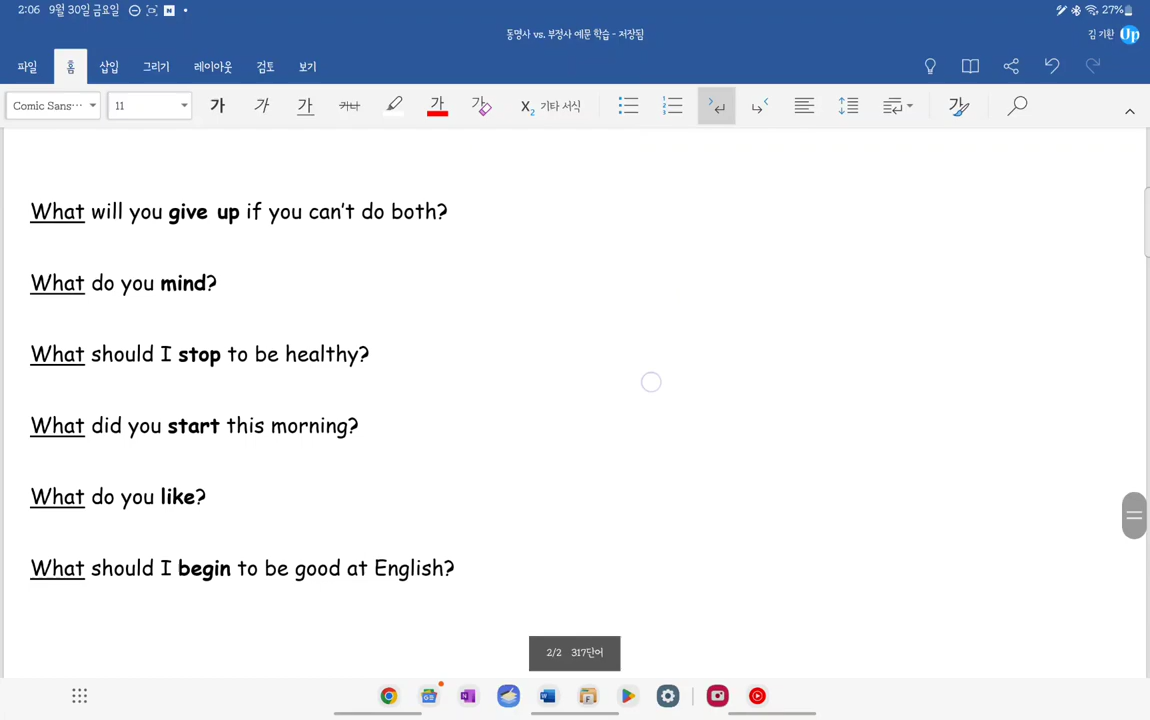 2:06 9월 30일 금요일 27%
동명사 vs. 부정사 예문 학습 - 저장됨
김 기환 Up
파일 홈 삽입 그리기 레이아웃 검토 보기
Comic Sans··· 11 가 가 가 가나 가 가 X₂ 기타 서식 가
What will you give up if you can't do both?
What do you mind?
What should I stop to be healthy?
What did you start this morning?
What do you like?
What should I begin to be good at English?
2/2 317단어